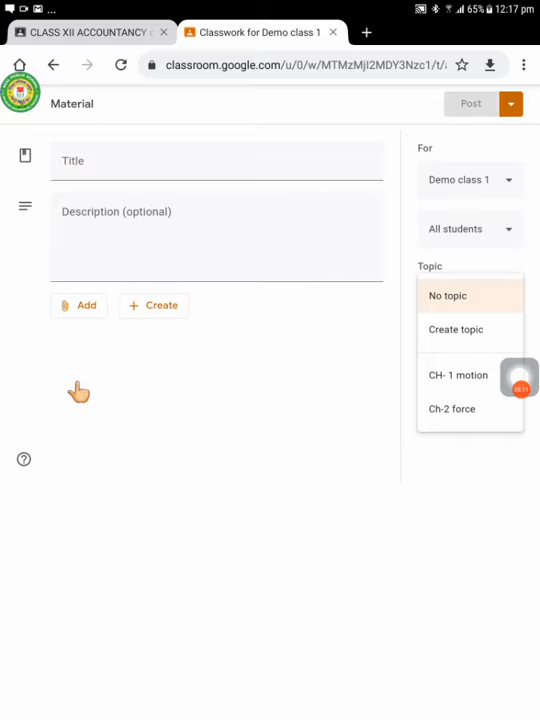 ... 65% 12:17 pm
CLASS XII ACCOUNTANCY ×
Classwork for Demo class 1 ×
classroom.google.com/u/0/w/MTMzMjI2MDY3Nzc1/t/
Material
Post
Title
Description (optional)
Add
Create
For
Demo class 1
All students
Topic
No topic
Create topic
CH- 1 motion
Ch-2 force